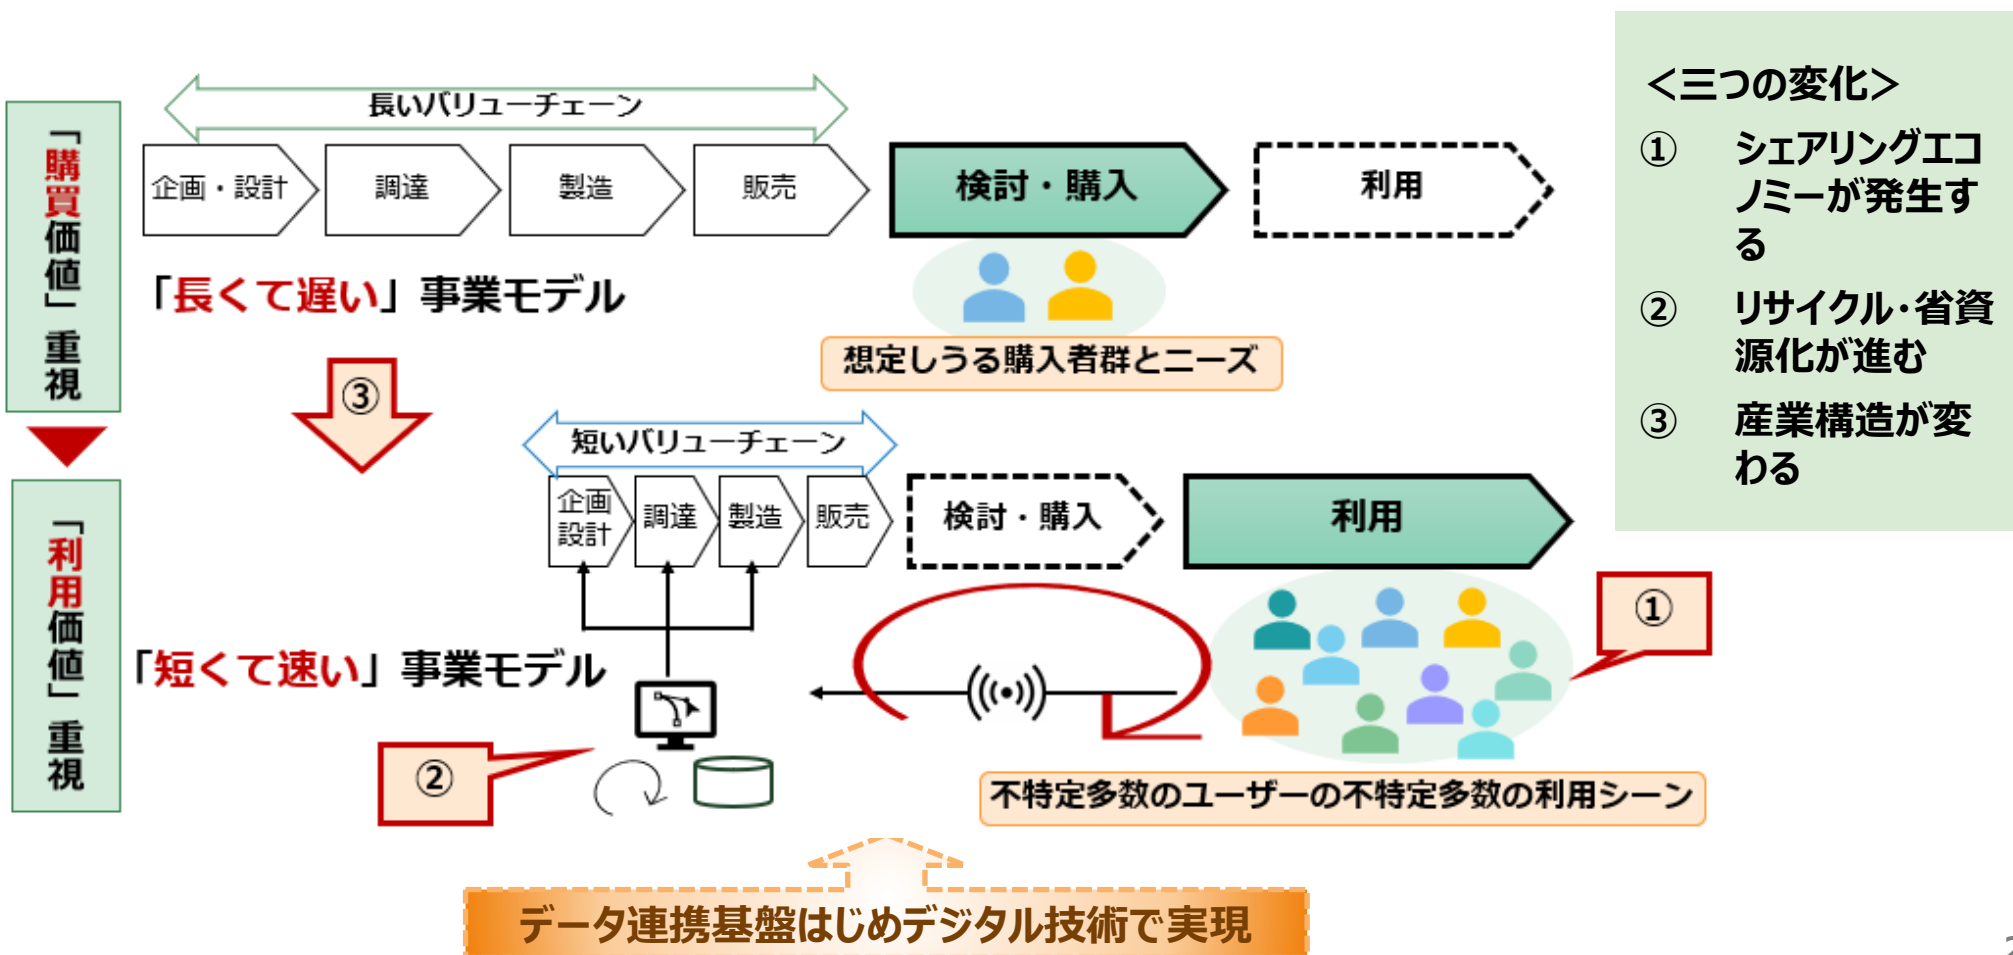 「購買価値」重視
長いバリューチェーン
企画・設計
調達
製造
販売
検討・購入
利用
「長くて遅い」事業モデル
想定しうる購入者群とニーズ
③
短いバリューチェーン
企画
設計
調達
製造
販売
検討・購入
利用
「利用価値」重視
「短くて速い」事業モデル
①
②
不特定多数のユーザーの不特定多数の利用シーン
データ連携基盤はじめデジタル技術で実現
＜三つの変化＞
① シェアリングエコ
ノミーが発生す
る
② リサイクル・省資
源化が進む
③ 産業構造が変
わる